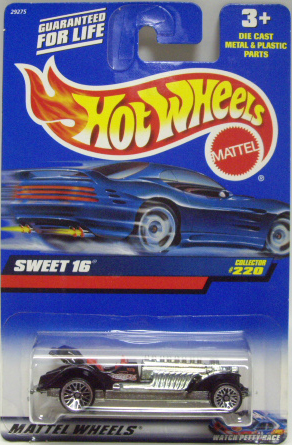 29275
GUARANTEED
FOR LIFE
3+
DIE CAST
METAL & PLASTIC
PARTS
Hot Wheels
MATTEL
SWEET 16
COLLECTOR
#220
MATTEL WHEELS